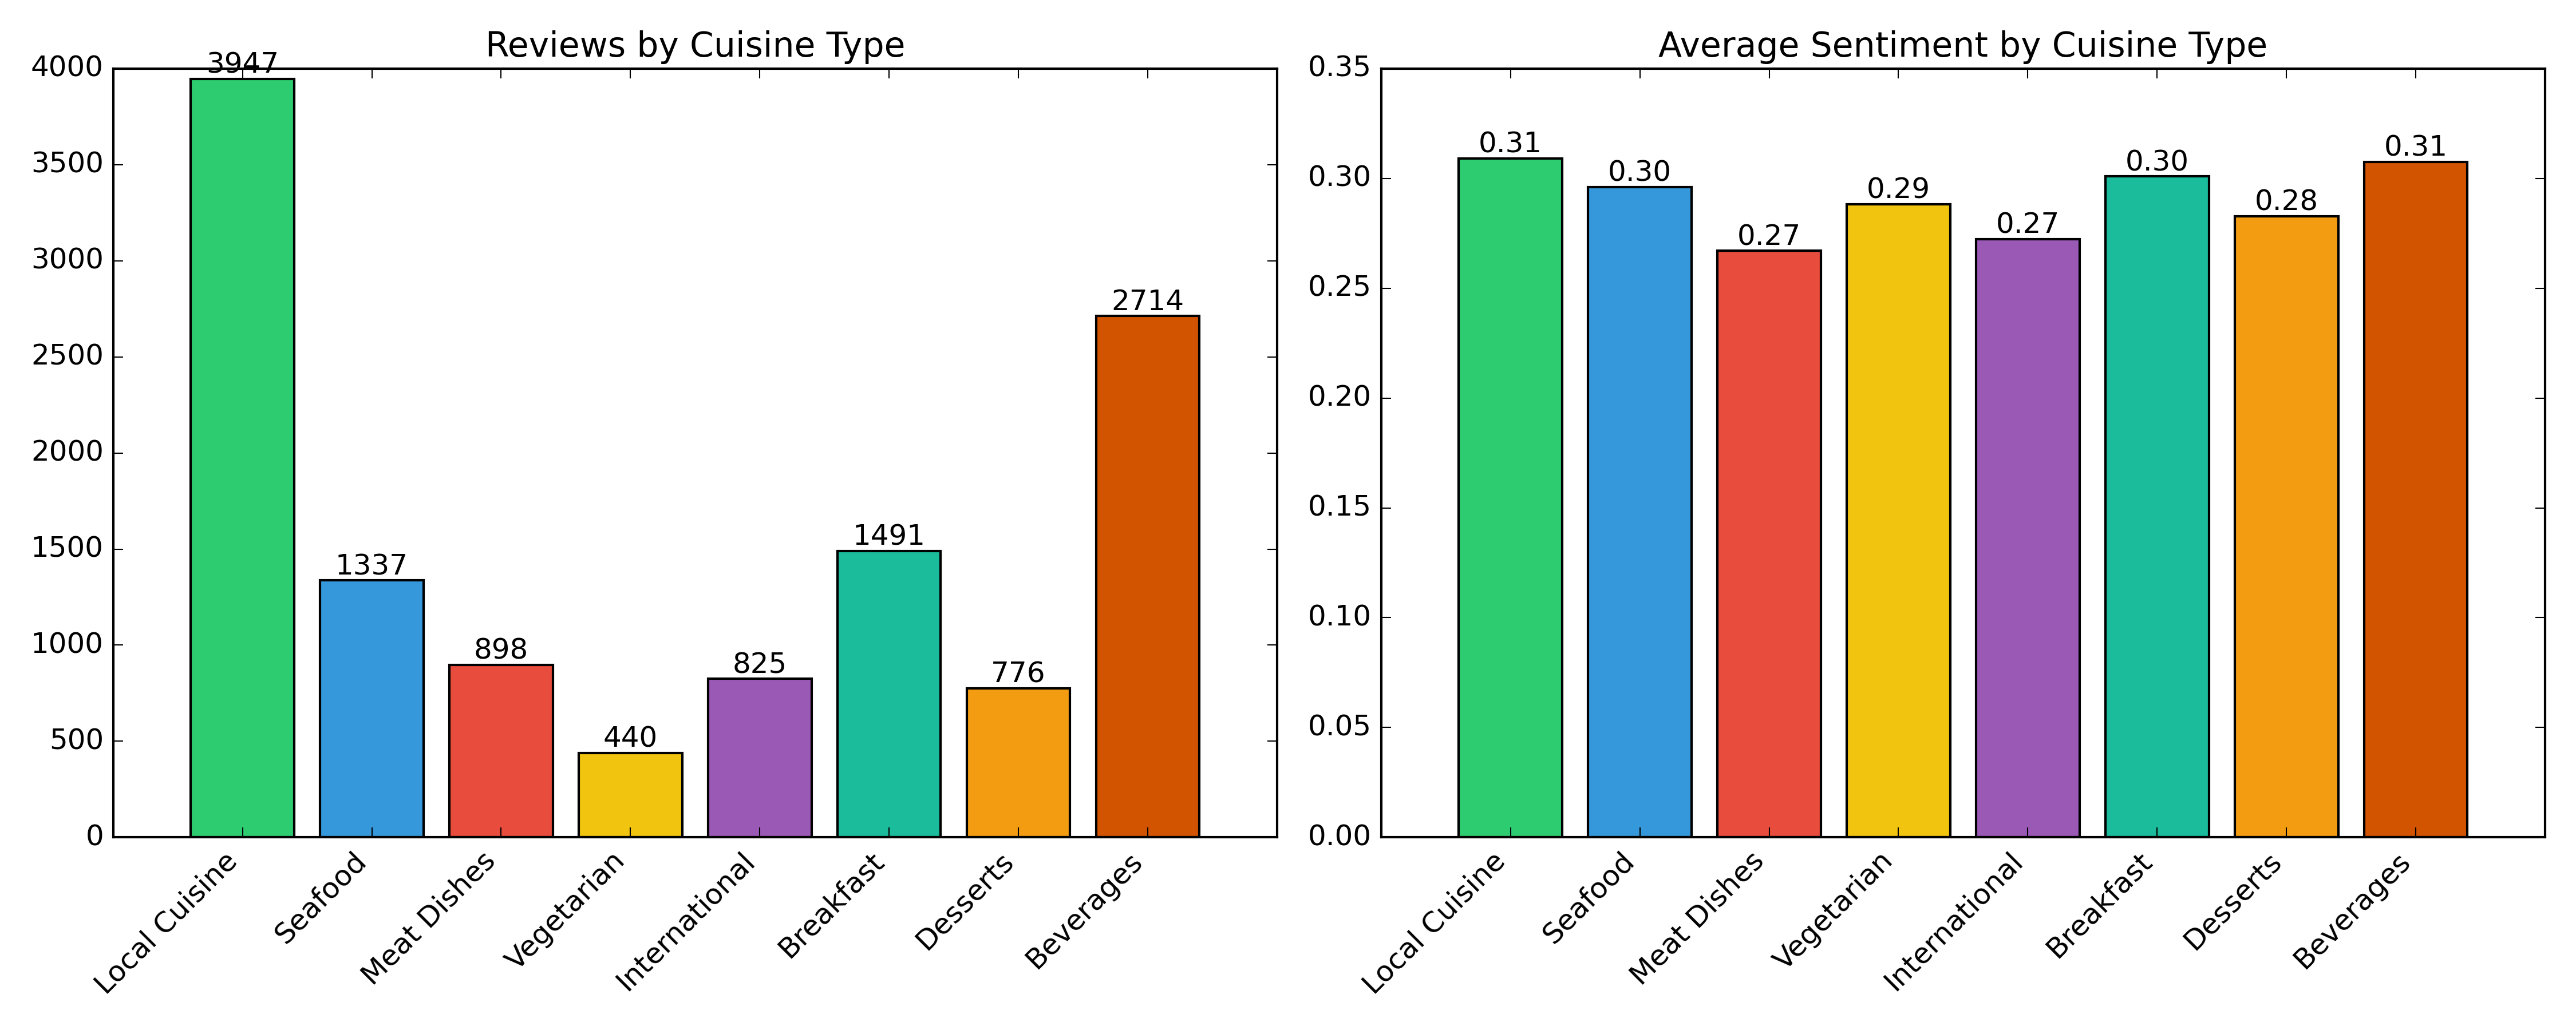 Reviews by Cuisine Type
4000
3500
3000
2500
2000
1500
1000
500
0
3947
1337
898
440
825
1491
776
2714
Local Cuisine
Seafood
Meat Dishes
Vegetarian
International
Breakfast
Desserts
Beverages
Average Sentiment by Cuisine Type
0.35
0.30
0.25
0.20
0.15
0.10
0.05
0.00
0.31
0.30
0.27
0.29
0.27
0.30
0.28
0.31
Local Cuisine
Seafood
Meat Dishes
Vegetarian
International
Breakfast
Desserts
Beverages